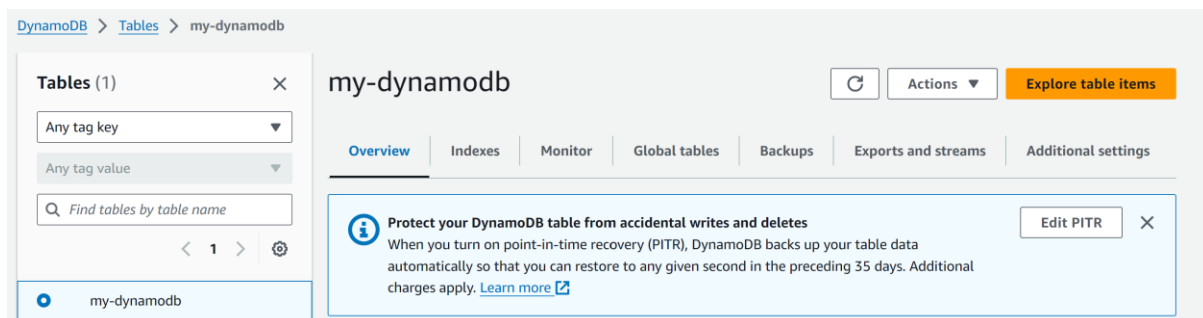 DynamoDB > Tables > my-dynamodb
Tables (1)
Any tag key
Any tag value
Find tables by table name
< 1 >
my-dynamodb
my-dynamodb
Actions
Explore table items
Overview Indexes Monitor Global tables Backups Exports and streams Additional settings
Protect your DynamoDB table from accidental writes and deletes
When you turn on point-in-time recovery (PITR), DynamoDB backs up your table data
automatically so that you can restore to any given second in the preceding 35 days. Additional
charges apply. Learn more
Edit PITR